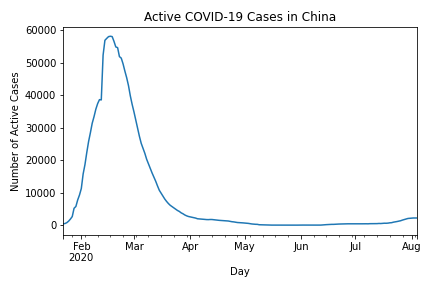 Active COVID-19 Cases in China
Number of Active Cases
60000
50000
40000
30000
20000
10000
0
Feb Mar Apr May Jun Jul Aug
2020
Day